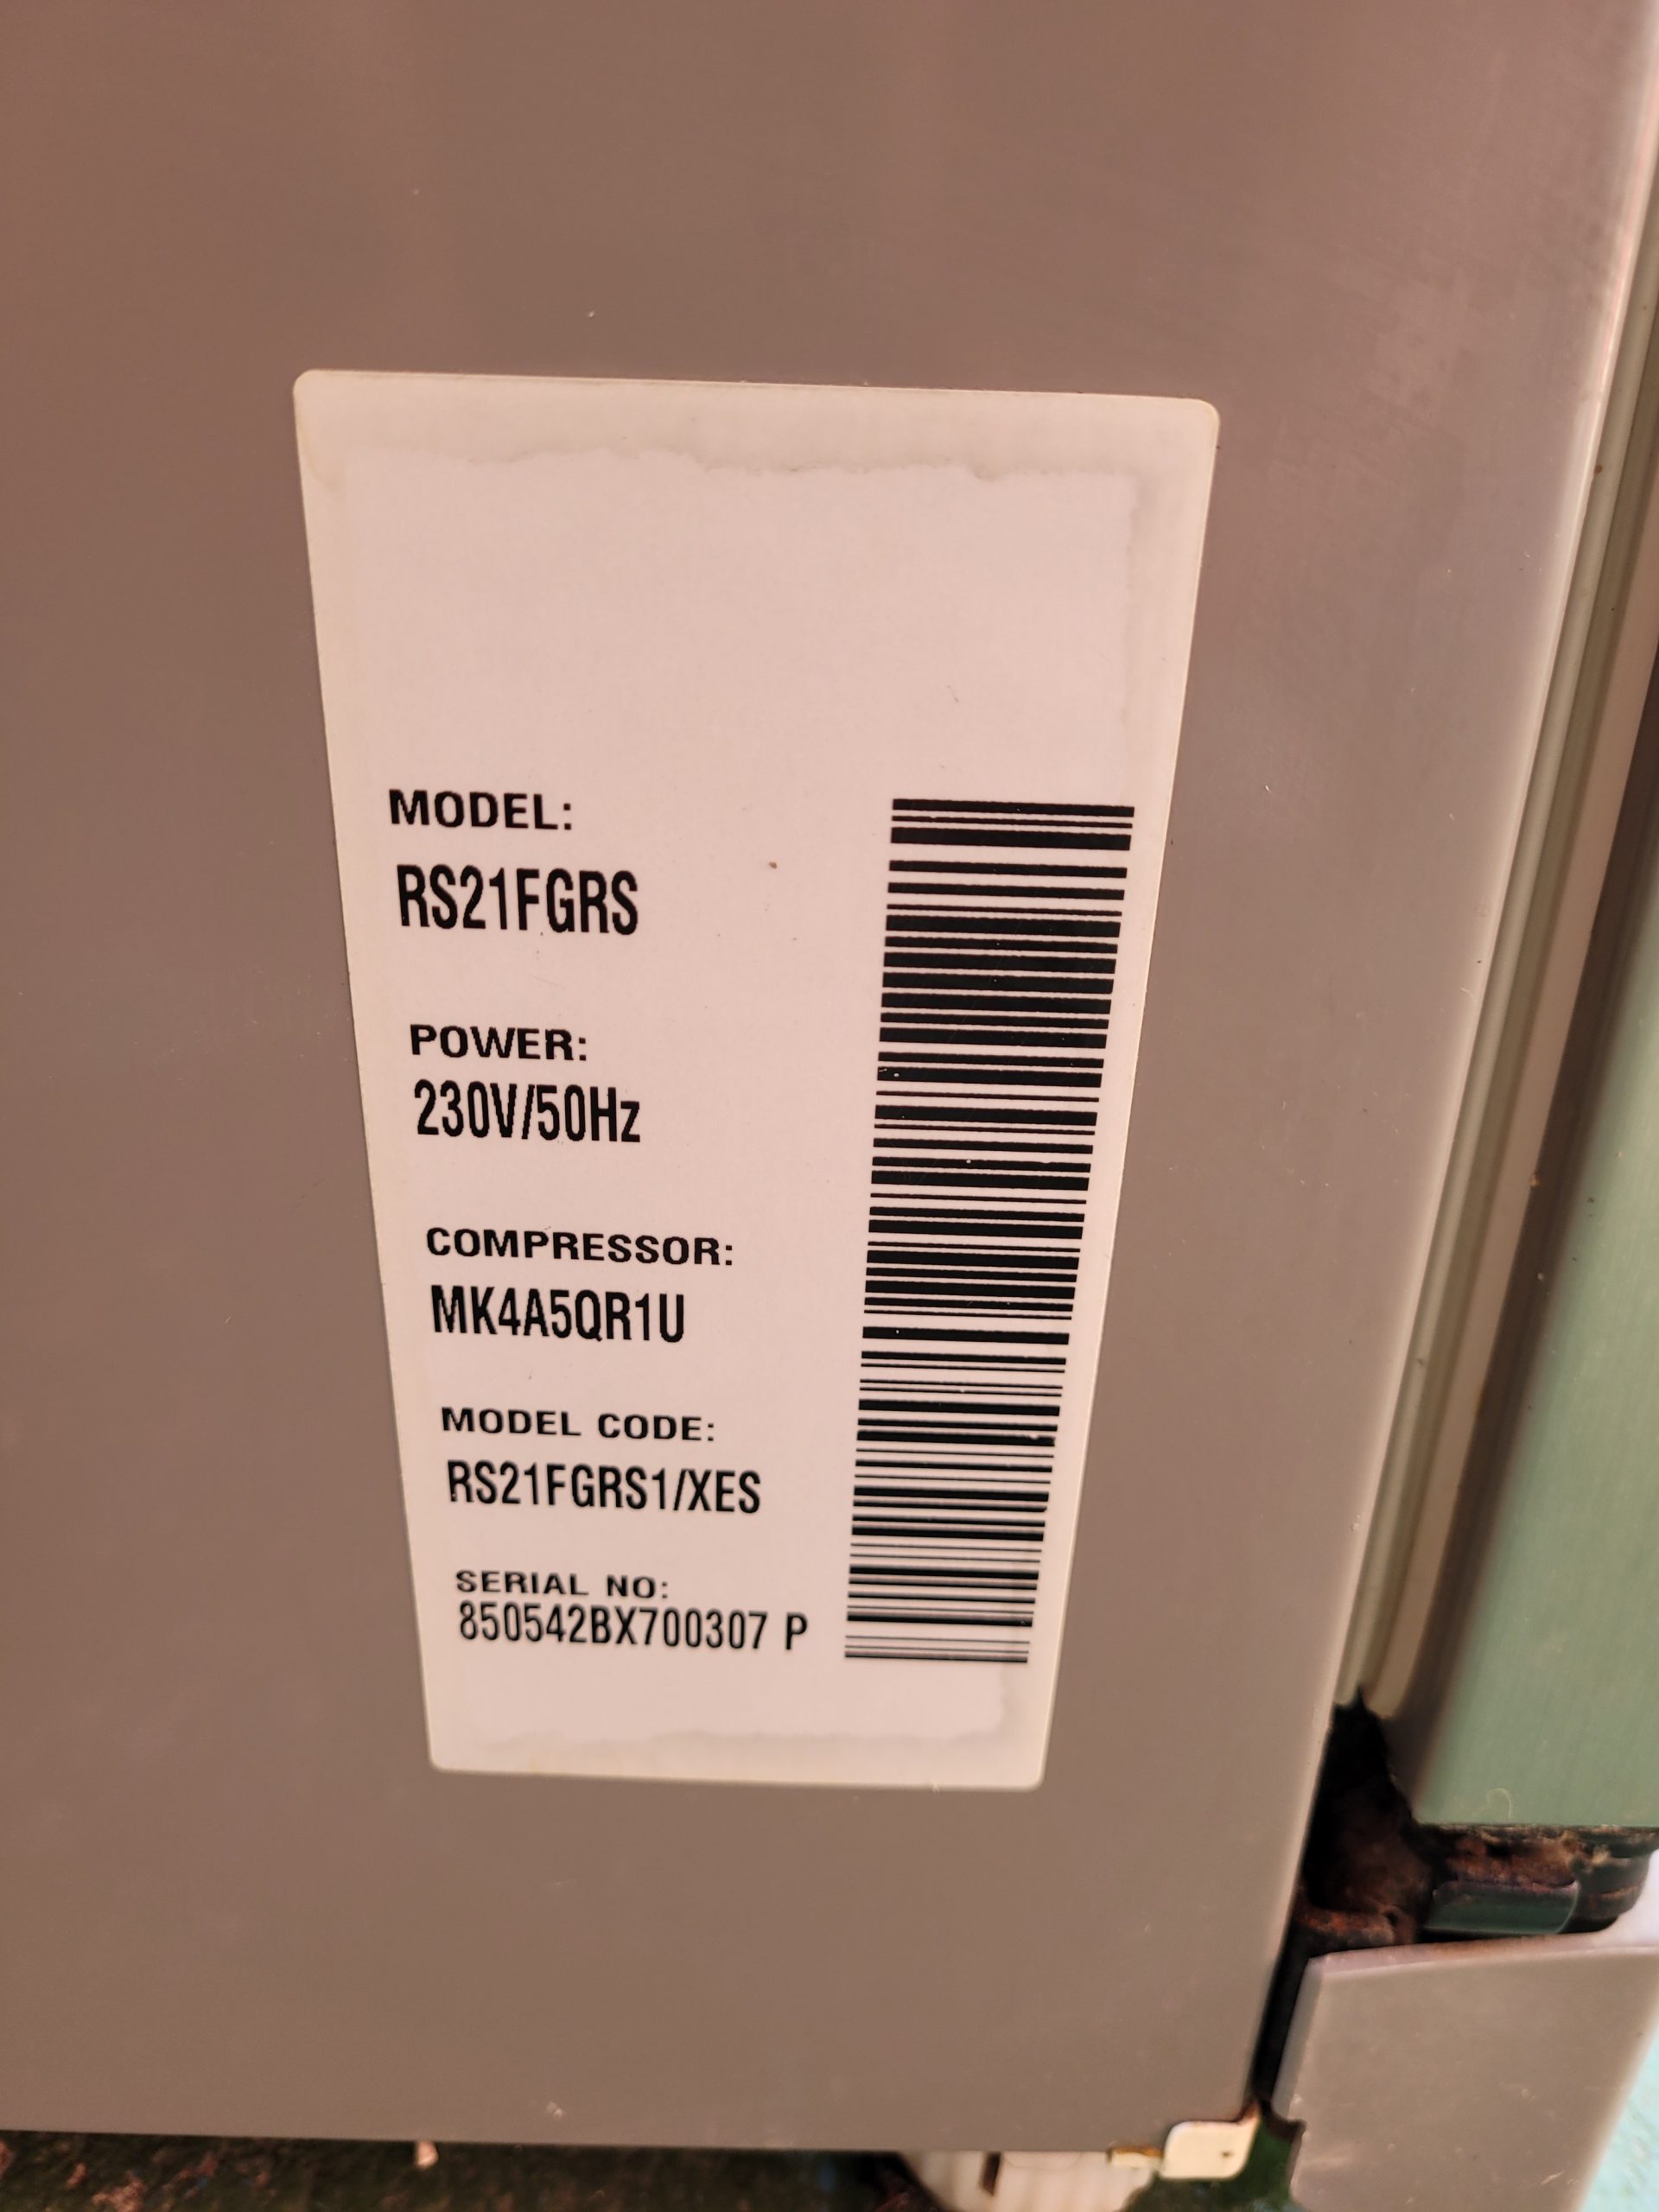 MODEL:
RS21FGRS
POWER:
230V/50Hz
COMPRESSOR:
MK4A5QR1U
MODEL CODE:
RS21FGRS1/XES
SERIAL NO:
850542BX700307 P